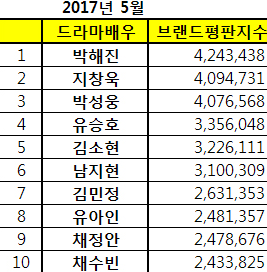 2017년 5월
드라마배우 브랜드평판지수
1 박해진 4,243,438
2 지창욱 4,094,731
3 박성웅 4,076,568
4 유승호 3,356,048
5 김소현 3,226,111
6 남지현 3,100,309
7 김민정 2,631,353
8 유아인 2,481,357
9 채정안 2,478,676
10 채수빈 2,433,825